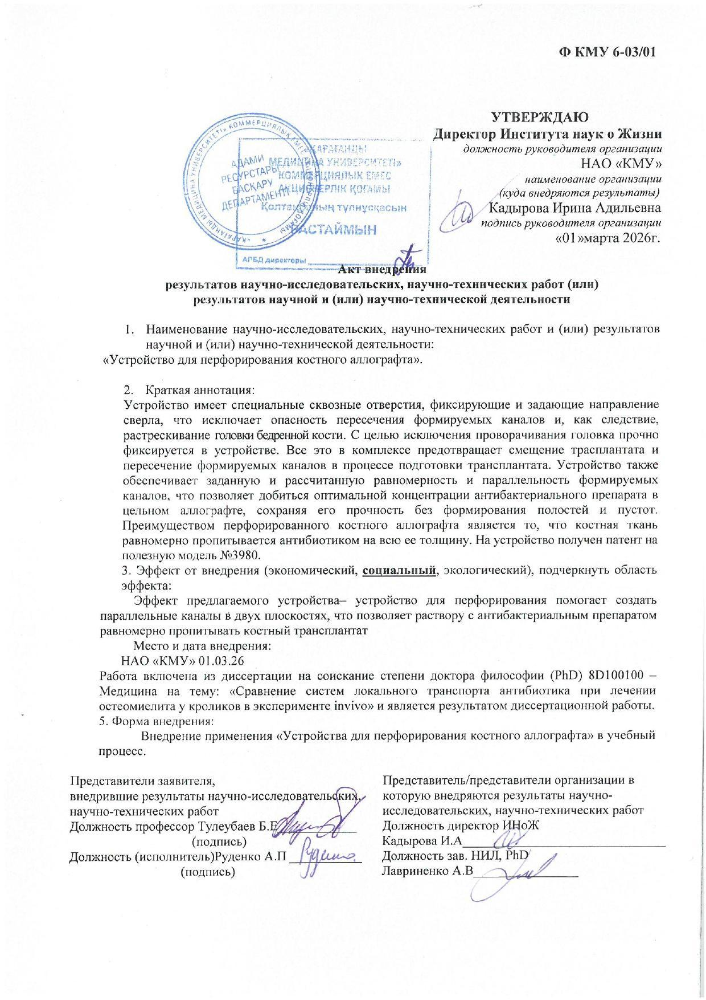 Ф КМУ 6-03/01
УТВЕРЖДАЮ
Директор Института наук о Жизни
должность руководителя организации
НАО «КМУ»
наименование организации
(куда внедряются результаты)
Кадырова Ирина Адильевна
подпись руководителя организации
«01»марта 2026г.
АДАМИ
РЕСУРСТАРЫ
БАСҚАРУ
ДЕПАРТАМЕНТІ
«ҚАРАҒАНДЫ
МЕДИЦИНА УНИВЕРСИТЕТІ»
КОММЕРЦИЯЛЫҚ ЕМЕС
АКЦИОНЕРЛІК ҚОҒАМЫ
Қолтаңбаның түпнұсқасын
РАСТАЙМЫН
АРБД директоры
Акт внедрения
результатов научно-исследовательских, научно-технических работ (или)
результатов научной и (или) научно-технической деятельности
1. Наименование научно-исследовательских, научно-технических работ и (или) результатов
научной и (или) научно-технической деятельности:
«Устройство для перфорирования костного аллографта».
2. Краткая аннотация:
Устройство имеет специальные сквозные отверстия, фиксирующие и задающие направление
сверла, что исключает опасность пересечения формируемых каналов и, как следствие,
растрескивание головки бедренной кости. С целью исключения проворачивания головка прочно
фиксируется в устройстве. Все это в комплексе предотвращает смещение трасплантата и
пересечение формируемых каналов в процессе подготовки трансплантата. Устройство также
обеспечивает заданную и рассчитанную равномерность и параллельность формируемых
каналов, что позволяет добиться оптимальной концентрации антибактериального препарата в
цельном аллографте, сохраняя его прочность без формирования полостей и пустот.
Преимуществом перфорированного костного аллографта является то, что костная ткань
равномерно пропитывается антибиотиком на всю ее толщину. На устройство получен патент на
полезную модель №3980.
3. Эффект от внедрения (экономический, социальный, экологический), подчеркнуть область
эффекта:
Эффект предлагаемого устройства– устройство для перфорирования помогает создать
параллельные каналы в двух плоскостях, что позволяет раствору с антибактериальным препаратом
равномерно пропитывать костный трансплантат
Место и дата внедрения:
НАО «КМУ» 01.03.26
Работа включена из диссертации на соискание степени доктора философии (PhD) 8D100100 –
Медицина на тему: «Сравнение систем локального транспорта антибиотика при лечении
остеомиелита у кроликов в эксперименте invivo» и является результатом диссертационной работы.
5. Форма внедрения:
Внедрение применения «Устройства для перфорирования костного аллографта» в учебный
процесс.
Представители заявителя,
внедрившие результаты научно-исследовательских,
научно-технических работ
Должность профессор Тулеубаев Б.Е
(подпись)
Должность (исполнитель)Руденко А.П Руденко
(подпись)
Представитель/представители организации в
которую внедряются результаты научно-
исследовательских, научно-технических работ
Должность директор ИНоЖ
Кадырова И.А
Должность зав. НИЛ, PhD
Лавриненко А.В